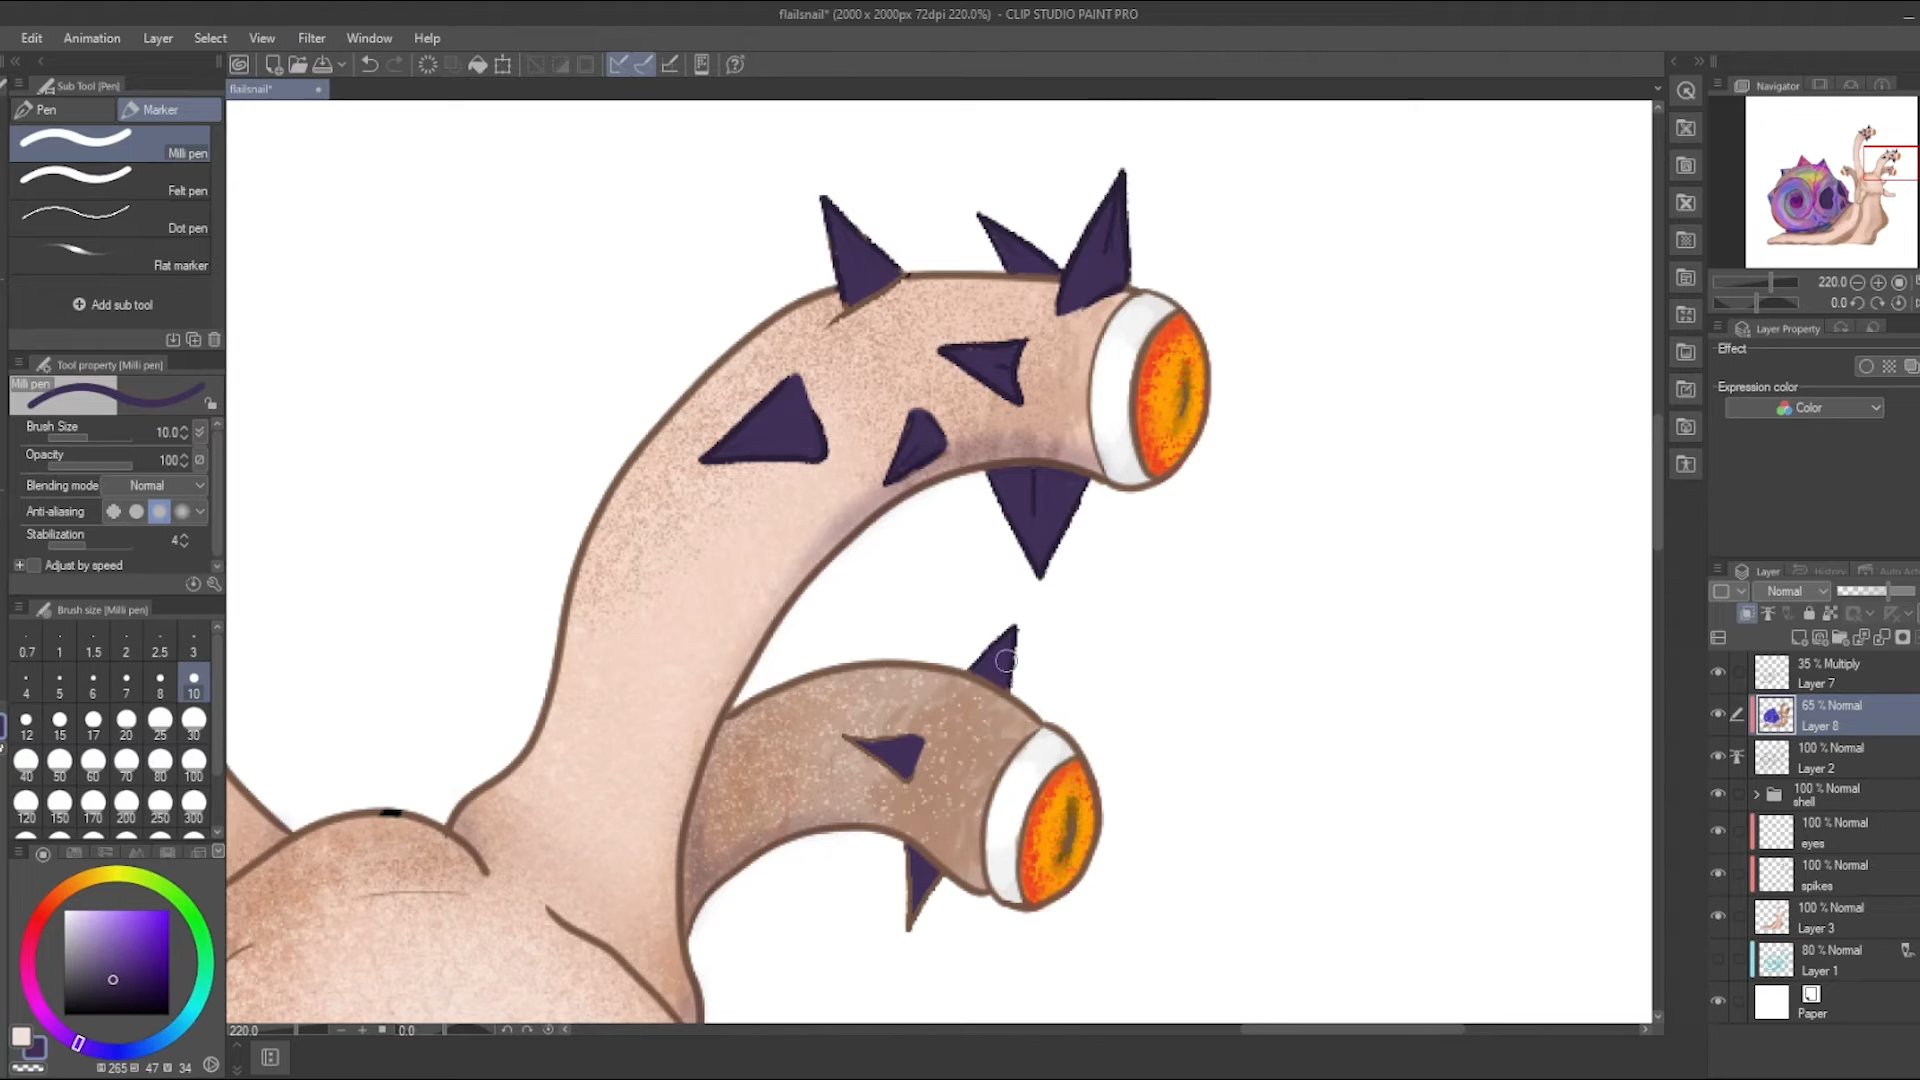 flailsnail* (2000 x 2000px 72dpi 220.0%) - CLIP STUDIO PAINT PRO
Edit Animation Layer Select View Filter Window Help
Sub Tool [Pen]
flailsnail*
Navigator
Pen Marker
Milli pen
Felt pen
Dot pen
Flat marker
Add sub tool
220.0
0.0
Layer Property
Effect
Tool property [Milli pen]
Milli pen
Expression color
Color
Brush Size 10.0
Opacity 100
Blending mode Normal
Anti-aliasing
Stabilization 4
Adjust by speed
Layer History Auto Act
Normal
Brush size [Milli pen]
0.7 1 1.5 2 2.5 3
4 5 6 7 8 10
12 15 17 20 25 30
40 50 60 70 80 100
120 150 170 200 250 300
35 % Multiply
Layer 7
65 % Normal
Layer 8
100 % Normal
Layer 2
100 % Normal
shell
100 % Normal
eyes
100 % Normal
spikes
100 % Normal
Layer 3
80 % Normal
Layer 1
Paper
220.0 0.0
265 47 34